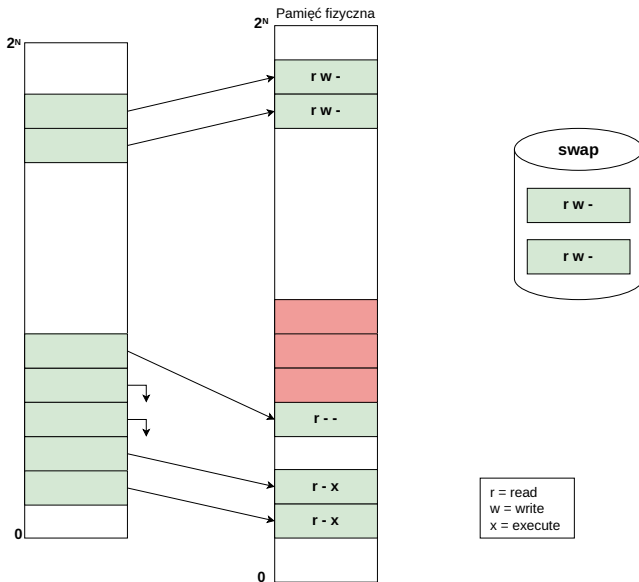 Pamięć fizyczna
2ᴺ
2ᴺ
r w -
r w -
swap
r w -
r w -
r - -
r - x
r - x
r = read
w = write
x = execute
0
0